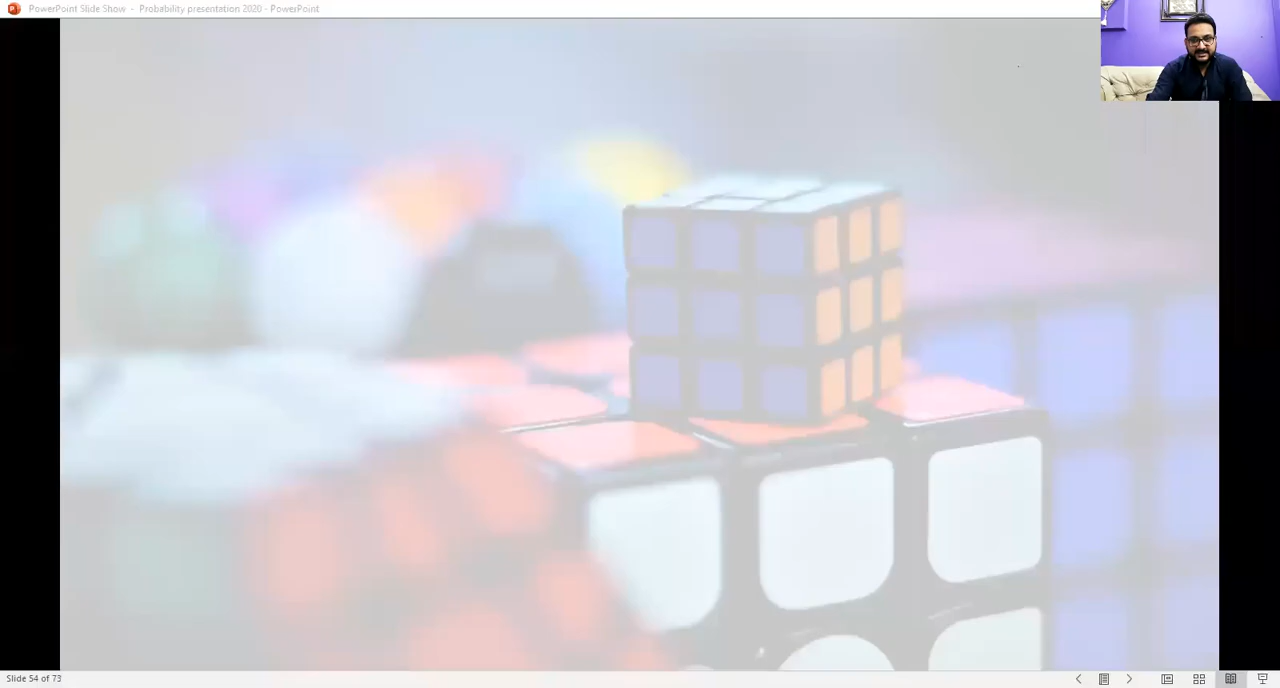 PowerPoint Slide Show - Probability presentation 2020 - PowerPoint
Slide 54 of 73